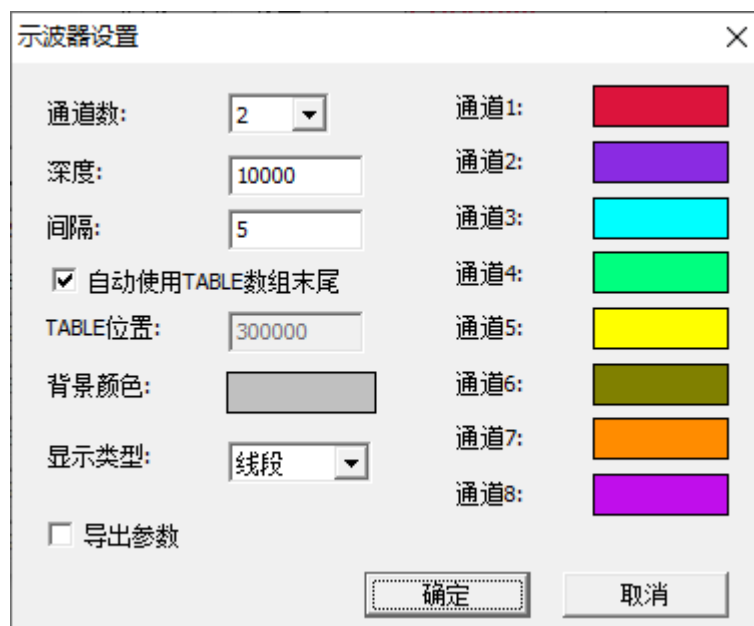 示波器设置
通道数:
2
深度:
10000
间隔:
5
自动使用TABLE数组末尾
TABLE位置:
300000
背景颜色:
显示类型:
线段
导出参数
通道1:
通道2:
通道3:
通道4:
通道5:
通道6:
通道7:
通道8:
确定
取消